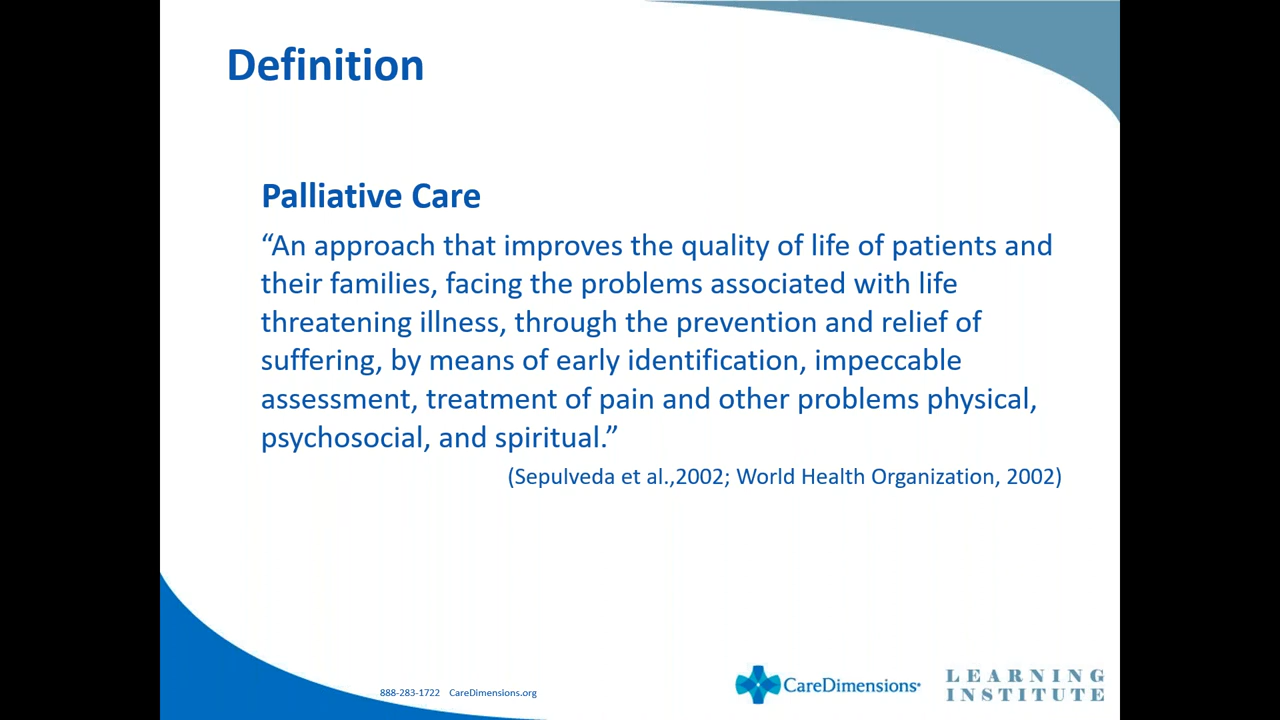 Definition
Palliative Care
“An approach that improves the quality of life of patients and
their families, facing the problems associated with life
threatening illness, through the prevention and relief of
suffering, by means of early identification, impeccable
assessment, treatment of pain and other problems physical,
psychosocial, and spiritual.”
(Sepulveda et al.,2002; World Health Organization, 2002)
888-283-1722 CareDimensions.org
CareDimensions
LEARNING
INSTITUTE